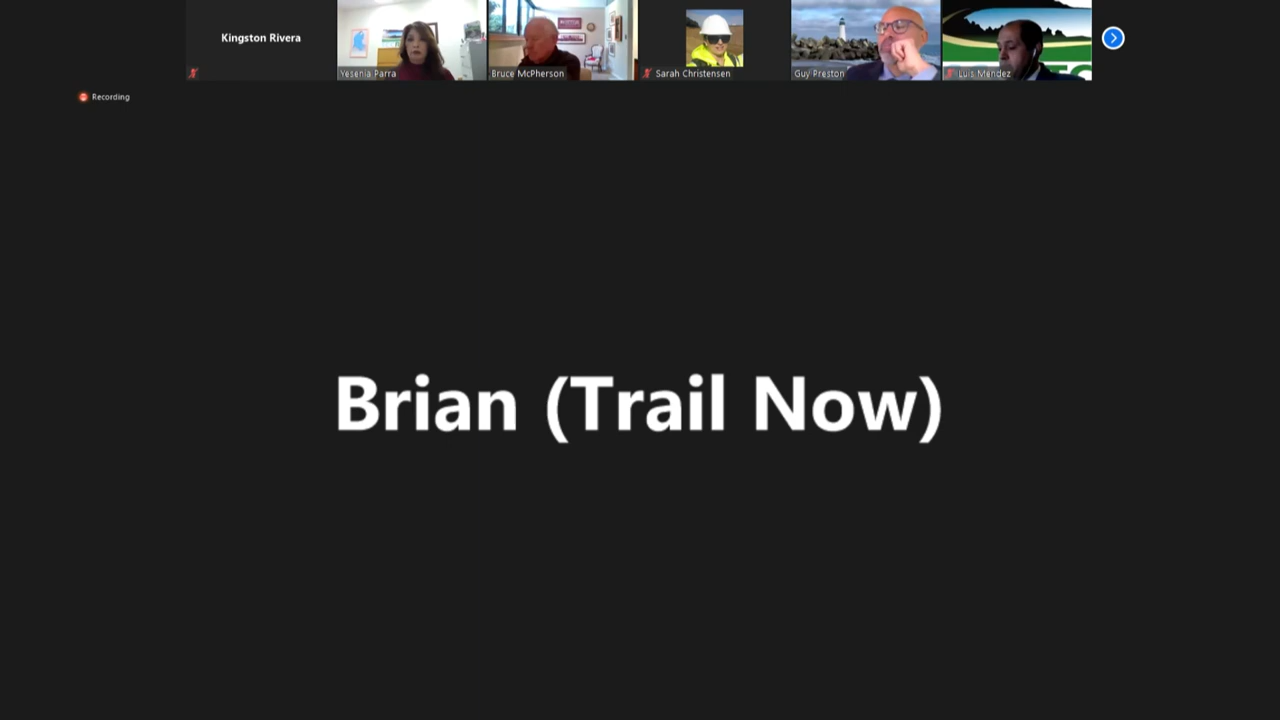 Kingston Rivera
Yesenia Parra
Bruce McPherson
Sarah Christensen
Guy Preston
Luis Mendez
Recording
Brian (Trail Now)